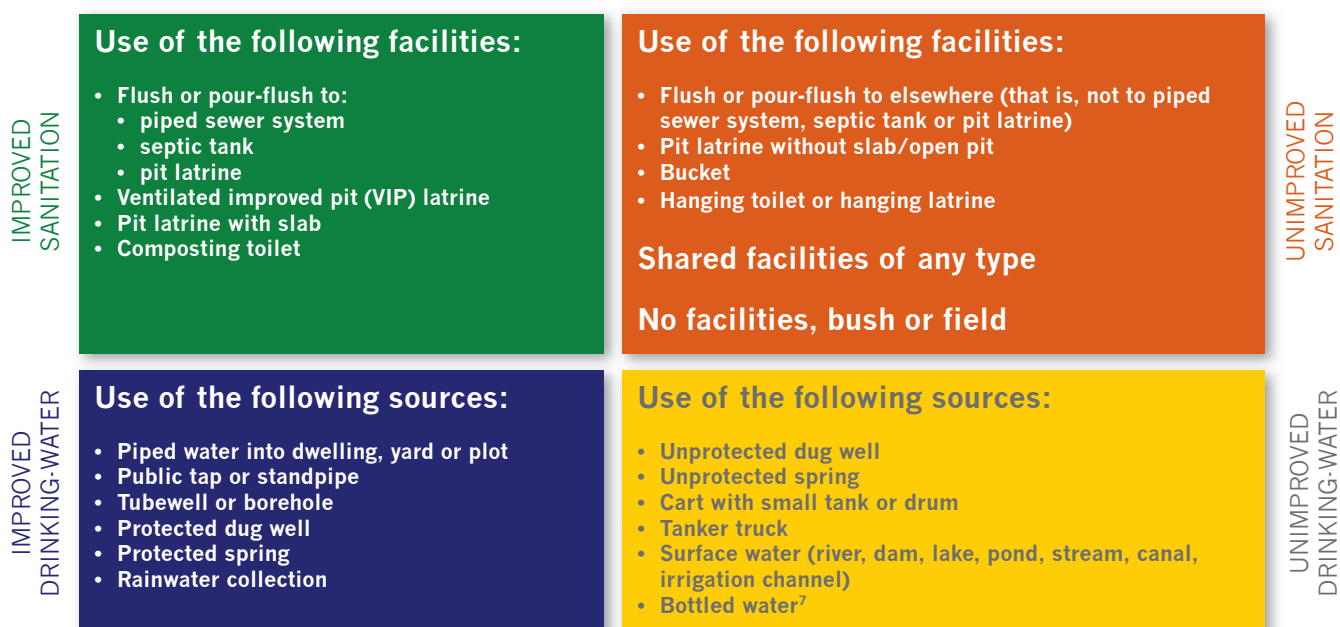 IMPROVED
SANITATION
Use of the following facilities:
• Flush or pour-flush to:
• piped sewer system
• septic tank
• pit latrine
• Ventilated improved pit (VIP) latrine
• Pit latrine with slab
• Composting toilet
Use of the following facilities:
• Flush or pour-flush to elsewhere (that is, not to piped
sewer system, septic tank or pit latrine)
• Pit latrine without slab/open pit
• Bucket
• Hanging toilet or hanging latrine
Shared facilities of any type
No facilities, bush or field
UNIMPROVED
SANITATION
IMPROVED
DRINKING-WATER
Use of the following sources:
• Piped water into dwelling, yard or plot
• Public tap or standpipe
• Tubewell or borehole
• Protected dug well
• Protected spring
• Rainwater collection
Use of the following sources:
• Unprotected dug well
• Unprotected spring
• Cart with small tank or drum
• Tanker truck
• Surface water (river, dam, lake, pond, stream, canal,
irrigation channel)
• Bottled water⁷
UNIMPROVED
DRINKING-WATER